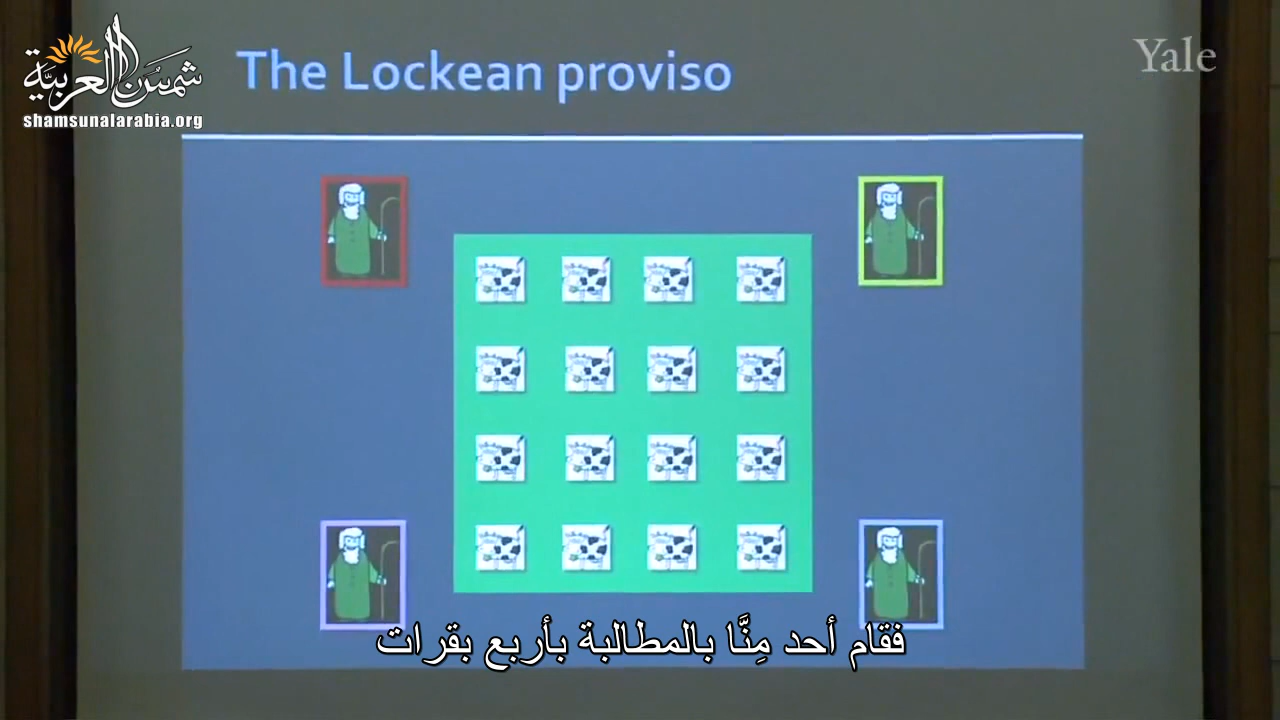 شمس العربية
shamsunalarabia.org
The Lockean proviso
Yale
فقام أحد مِنَّا بالمطالبة بأربع بقرات